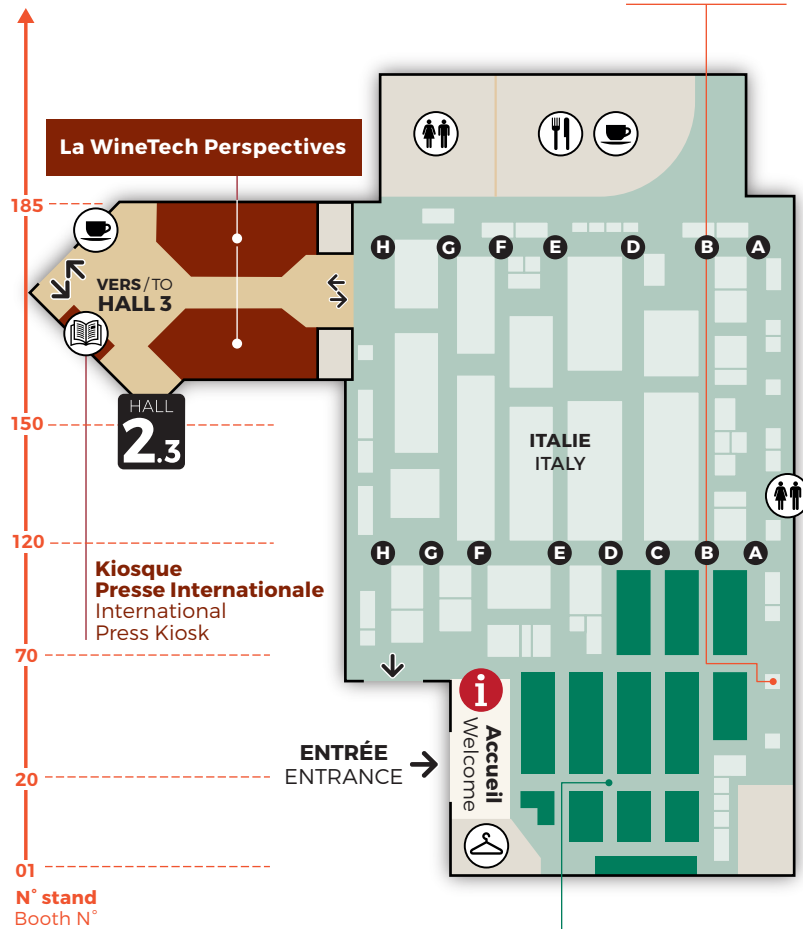 La WineTech Perspectives
185
H
G
F
E
D
B
A
VERS/TO
HALL 3
HALL
2.3
150
ITALIE
ITALY
120
H
G
F
E
D
C
B
A
Kiosque
Presse Internationale
International
Press Kiosk
70
i
Accueil
Welcome
ENTRÉE
ENTRANCE
20
01
N° stand
Booth N°